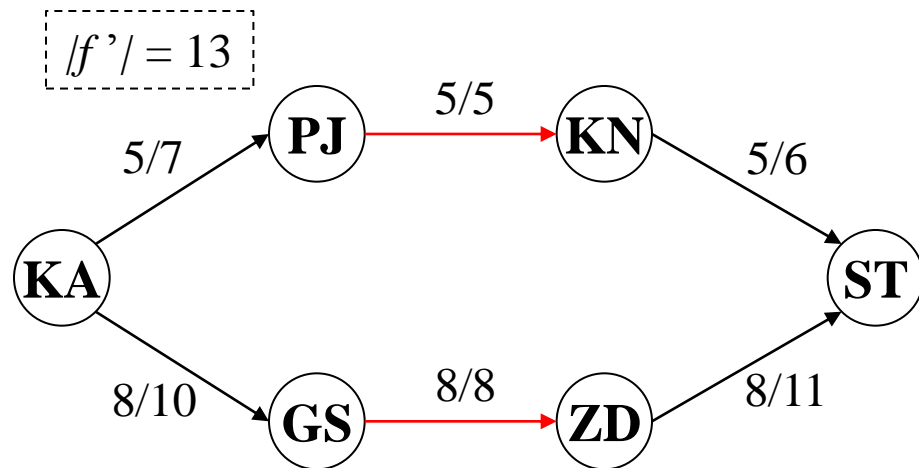 |f ’| = 13
5/5
PJ
KN
5/7
5/6
KA
ST
8/10
8/8
8/11
GS
ZD